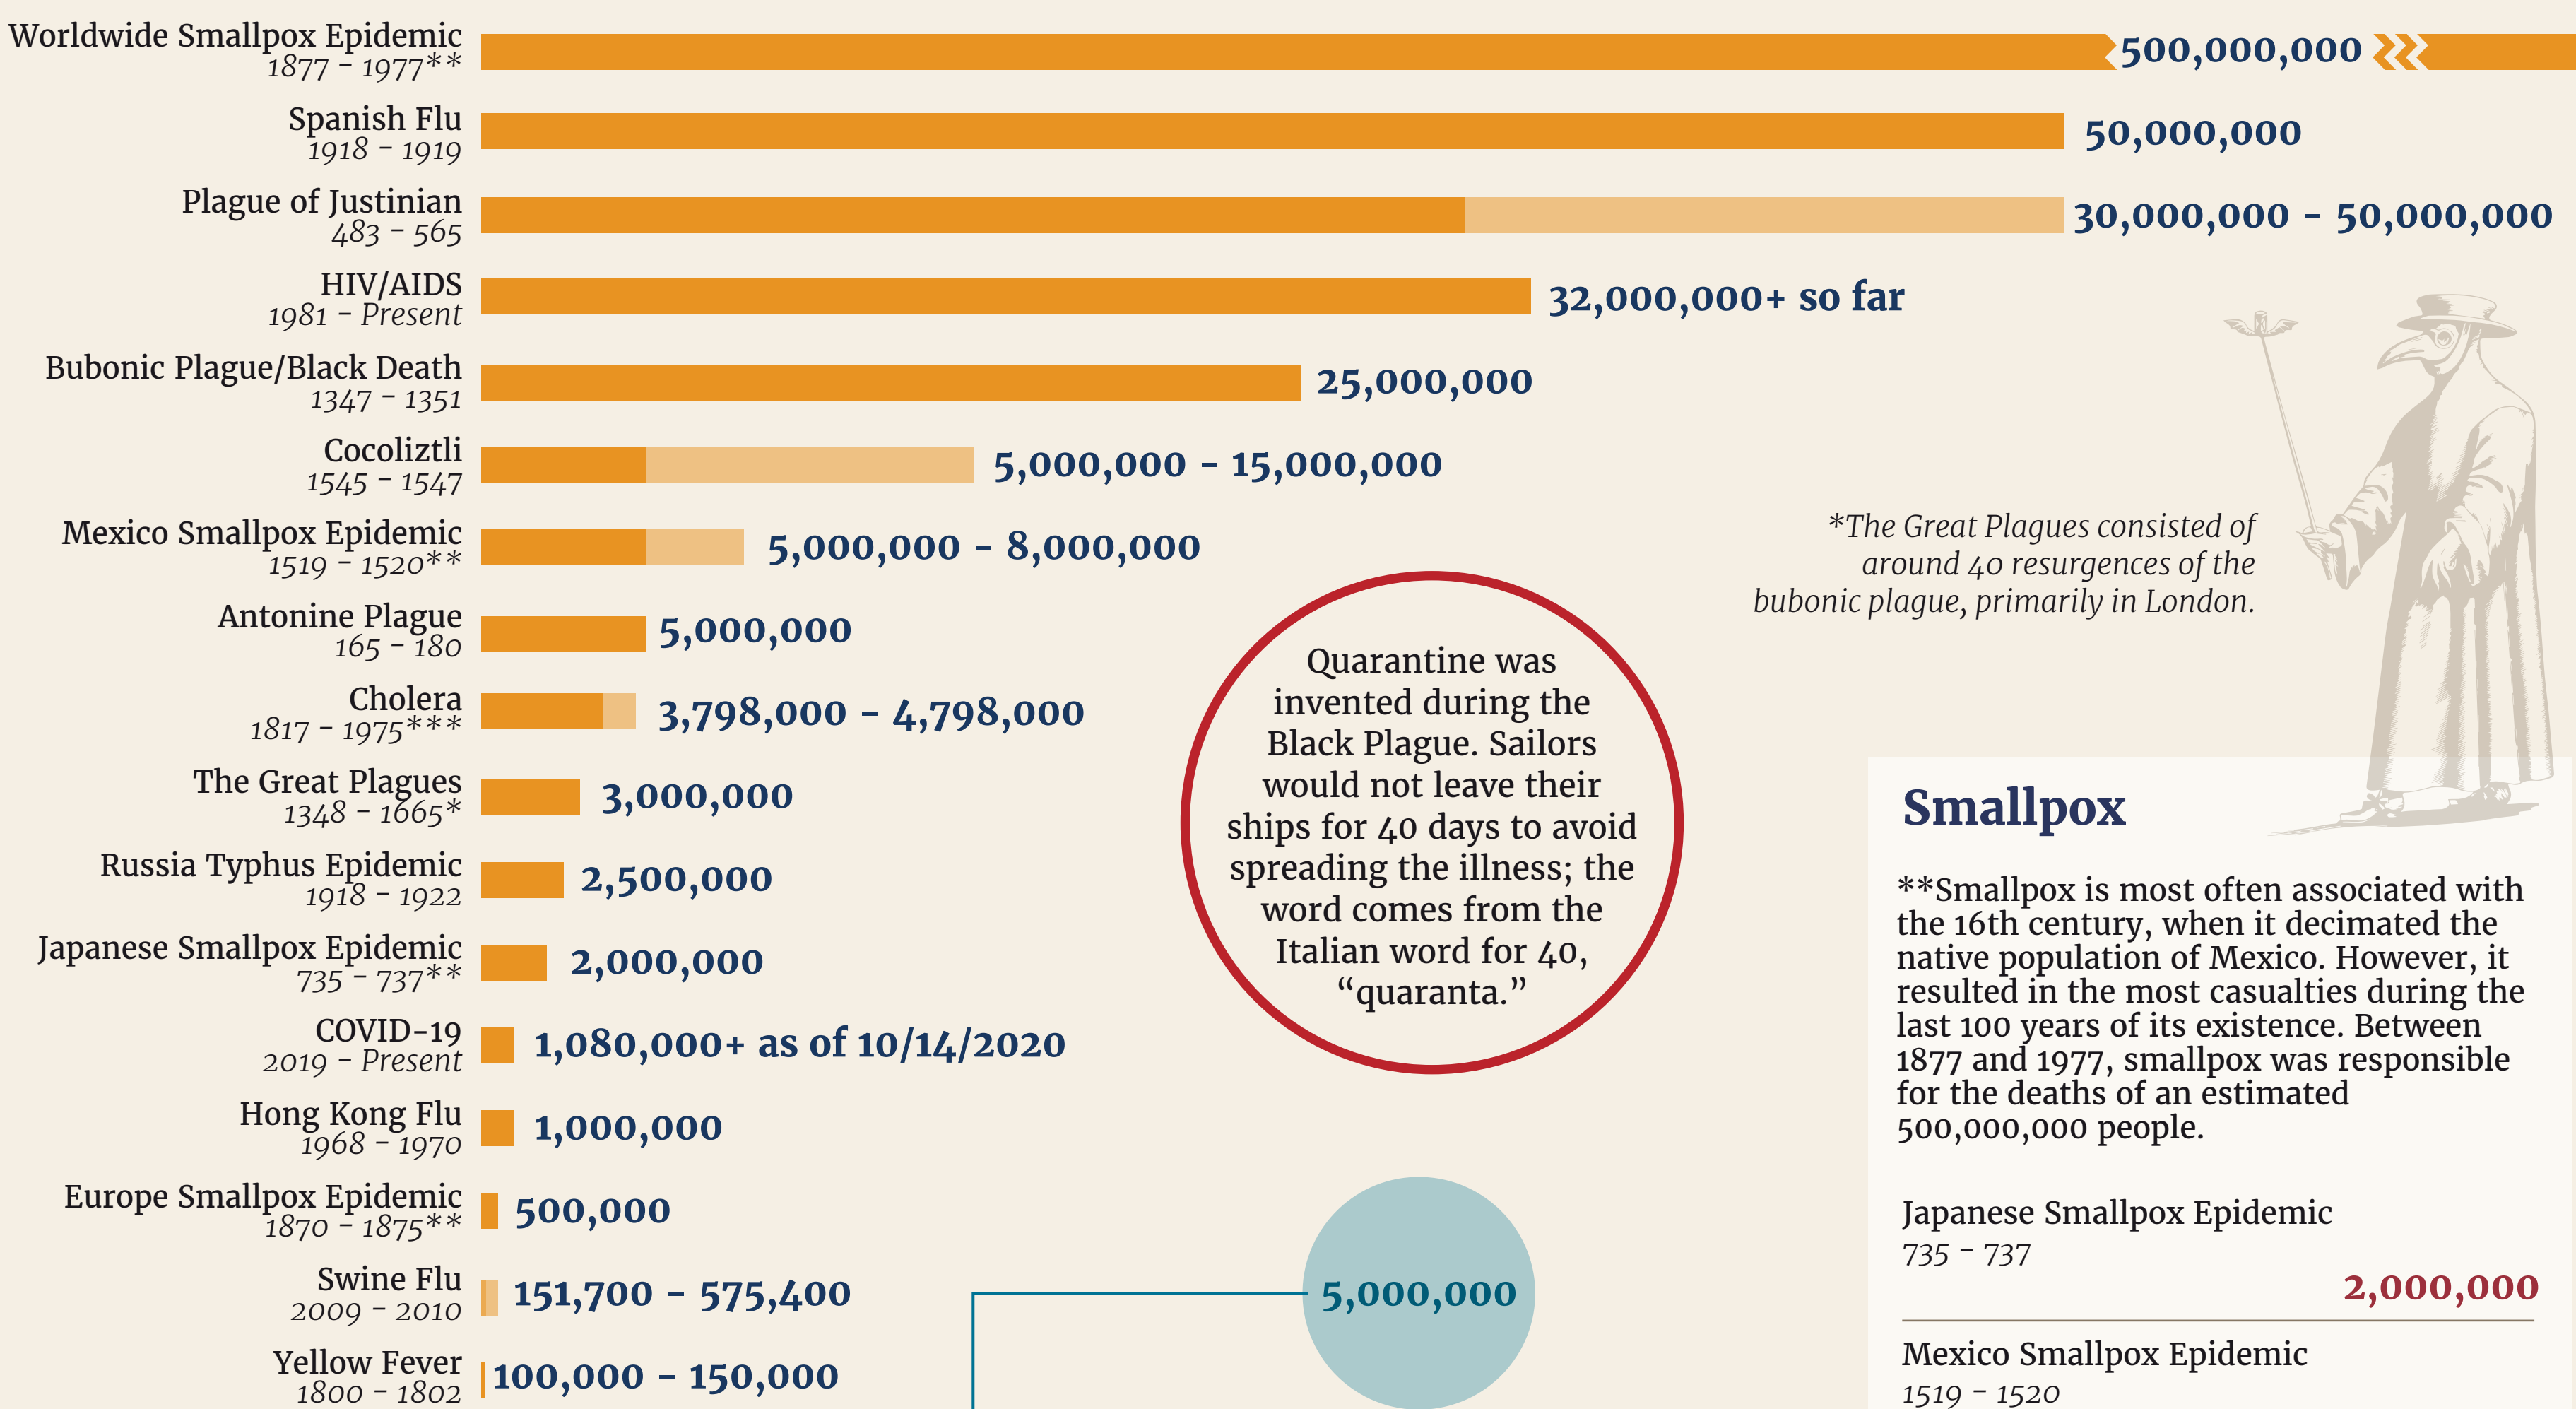 Worldwide Smallpox Epidemic
1877 – 1977**
500,000,000
Spanish Flu
1918 – 1919
50,000,000
Plague of Justinian
483 – 565
30,000,000 – 50,000,000
HIV/AIDS
1981 – Present
32,000,000+ so far
Bubonic Plague/Black Death
1347 – 1351
25,000,000
Cocoliztli
1545 – 1547
5,000,000 – 15,000,000
Mexico Smallpox Epidemic
1519 – 1520**
5,000,000 – 8,000,000
Antonine Plague
165 – 180
5,000,000
Cholera
1817 – 1975***
3,798,000 – 4,798,000
The Great Plagues
1348 – 1665*
3,000,000
Russia Typhus Epidemic
1918 – 1922
2,500,000
Japanese Smallpox Epidemic
735 – 737**
2,000,000
COVID-19
2019 – Present
1,080,000+ as of 10/14/2020
Hong Kong Flu
1968 – 1970
1,000,000
Europe Smallpox Epidemic
1870 – 1875**
500,000
Swine Flu
2009 – 2010
151,700 – 575,400
Yellow Fever
1800 – 1802
100,000 – 150,000
*The Great Plagues consisted of
around 40 resurgences of the
bubonic plague, primarily in London.
Quarantine was
invented during the
Black Plague. Sailors
would not leave their
ships for 40 days to avoid
spreading the illness; the
word comes from the
Italian word for 40,
“quaranta.”
5,000,000
Smallpox
**Smallpox is most often associated with
the 16th century, when it decimated the
native population of Mexico. However, it
resulted in the most casualties during the
last 100 years of its existence. Between
1877 and 1977, smallpox was responsible
for the deaths of an estimated
500,000,000 people.
Japanese Smallpox Epidemic
735 – 737
2,000,000
Mexico Smallpox Epidemic
1519 – 1520